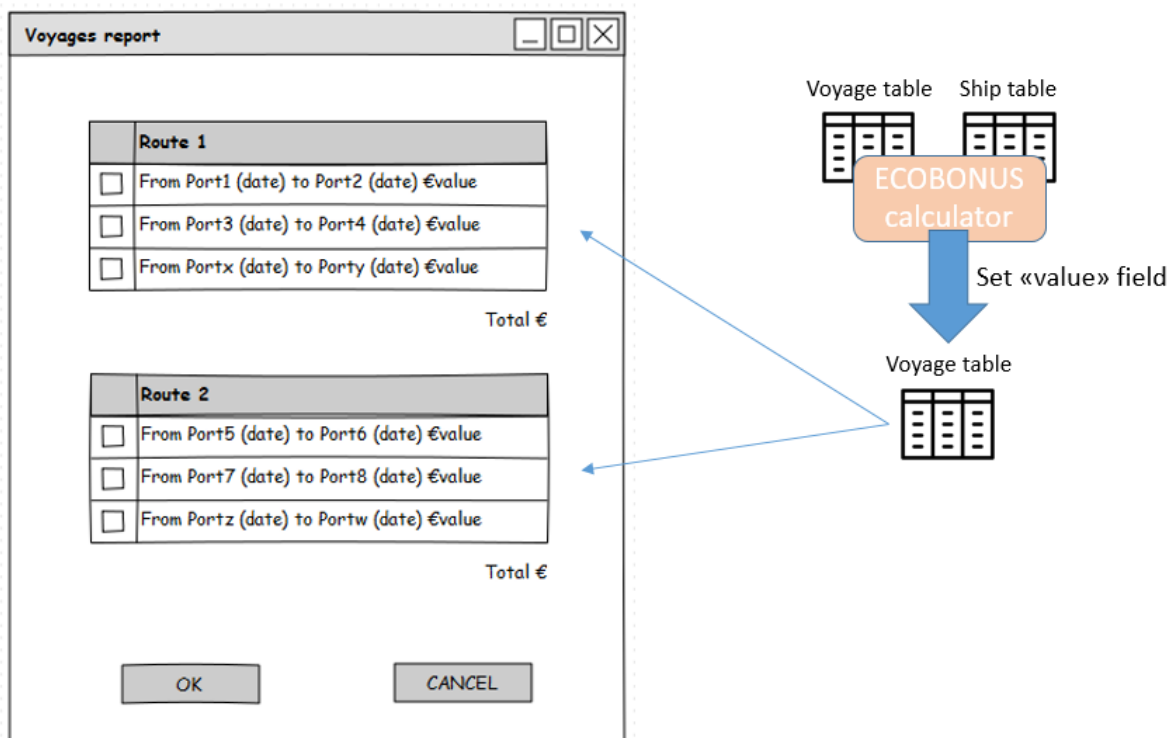 Voyages report
Route 1
From Port1 (date) to Port2 (date) €value
From Port3 (date) to Port4 (date) €value
From Portx (date) to Porty (date) €value
Total €
Route 2
From Port5 (date) to Port6 (date) €value
From Port7 (date) to Port8 (date) €value
From Portz (date) to Portw (date) €value
Total €
OK
CANCEL
Voyage table
Ship table
ECOBONUS
calculator
Set «value» field
Voyage table